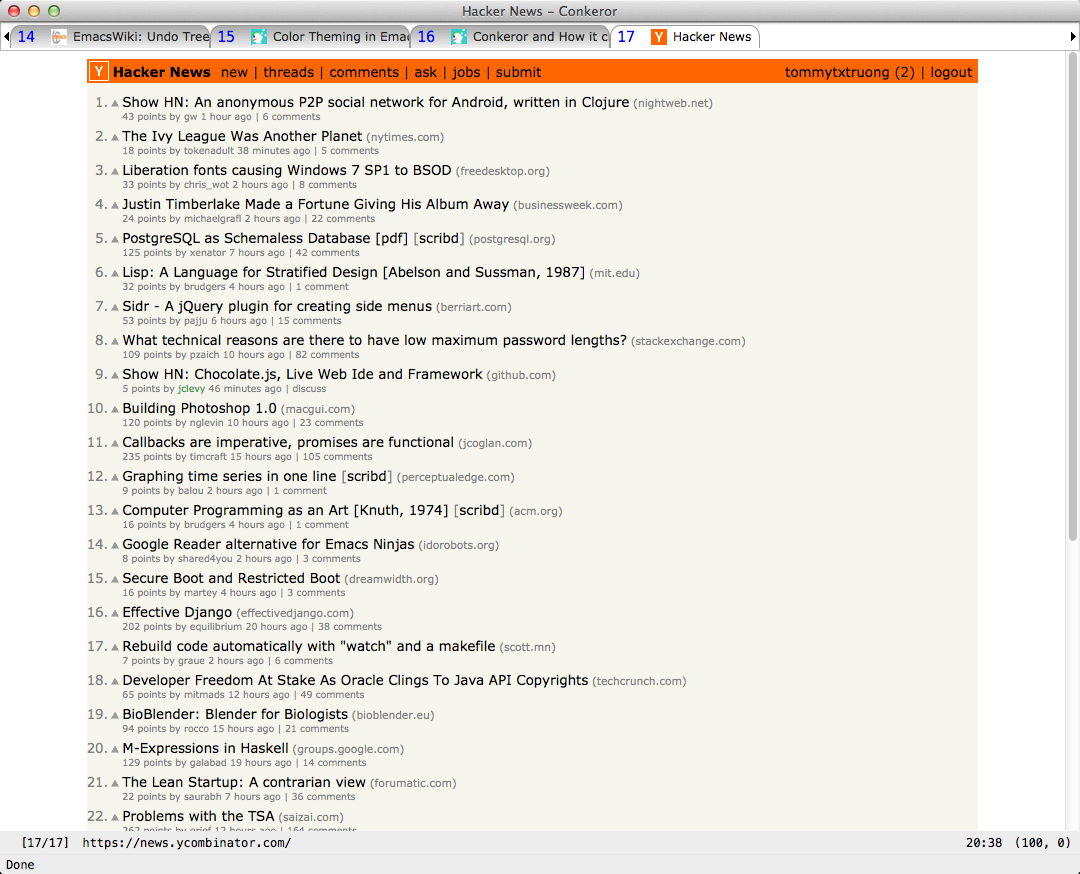 Hacker News – Conkeror
14 EmacsWiki: Undo Tree 15 Color Theming in Emac 16 Conkeror and How it c 17 Y Hacker News
Y Hacker News new | threads | comments | ask | jobs | submit tommytxtruong (2) | logout
1. Show HN: An anonymous P2P social network for Android, written in Clojure (nightweb.net)
43 points by gw 1 hour ago | 6 comments
2. The Ivy League Was Another Planet (nytimes.com)
18 points by tokenadult 38 minutes ago | 5 comments
3. Liberation fonts causing Windows 7 SP1 to BSOD (freedesktop.org)
33 points by chris_wot 2 hours ago | 8 comments
4. Justin Timberlake Made a Fortune Giving His Album Away (businessweek.com)
24 points by michaelgrafl 2 hours ago | 22 comments
5. PostgreSQL as Schemaless Database [pdf] [scribd] (postgresql.org)
125 points by xenator 7 hours ago | 42 comments
6. Lisp: A Language for Stratified Design [Abelson and Sussman, 1987] (mit.edu)
32 points by brudgers 4 hours ago | 1 comment
7. Sidr - A jQuery plugin for creating side menus (berriart.com)
53 points by pajju 6 hours ago | 15 comments
8. What technical reasons are there to have low maximum password lengths? (stackexchange.com)
109 points by pzaich 10 hours ago | 82 comments
9. Show HN: Chocolate.js, Live Web Ide and Framework (github.com)
5 points by jclevy 46 minutes ago | discuss
10. Building Photoshop 1.0 (macgui.com)
120 points by nglevin 10 hours ago | 23 comments
11. Callbacks are imperative, promises are functional (jcoglan.com)
235 points by timcraft 15 hours ago | 105 comments
12. Graphing time series in one line [scribd] (perceptualedge.com)
9 points by balou 2 hours ago | 1 comment
13. Computer Programming as an Art [Knuth, 1974] [scribd] (acm.org)
16 points by brudgers 4 hours ago | 1 comment
14. Google Reader alternative for Emacs Ninjas (idorobots.org)
8 points by shared4you 2 hours ago | 3 comments
15. Secure Boot and Restricted Boot (dreamwidth.org)
16 points by martey 4 hours ago | 3 comments
16. Effective Django (effectivedjango.com)
202 points by equilibrium 20 hours ago | 38 comments
17. Rebuild code automatically with "watch" and a makefile (scott.mn)
7 points by graue 2 hours ago | 6 comments
18. Developer Freedom At Stake As Oracle Clings To Java API Copyrights (techcrunch.com)
65 points by mitmads 12 hours ago | 49 comments
19. BioBlender: Blender for Biologists (bioblender.eu)
94 points by rocco 15 hours ago | 21 comments
20. M-Expressions in Haskell (groups.google.com)
129 points by galabad 19 hours ago | 14 comments
21. The Lean Startup: A contrarian view (forumatic.com)
22 points by saurabh 7 hours ago | 36 comments
22. Problems with the TSA (saizai.com)
262 points by grief 12 hours ago | 164 comments
[17/17] https://news.ycombinator.com/ 20:38 (100, 0)
Done